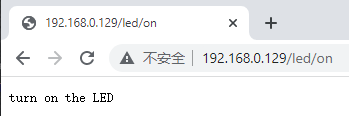 192.168.0.129/led/on
不安全 192.168.0.129/led/on
turn on the LED